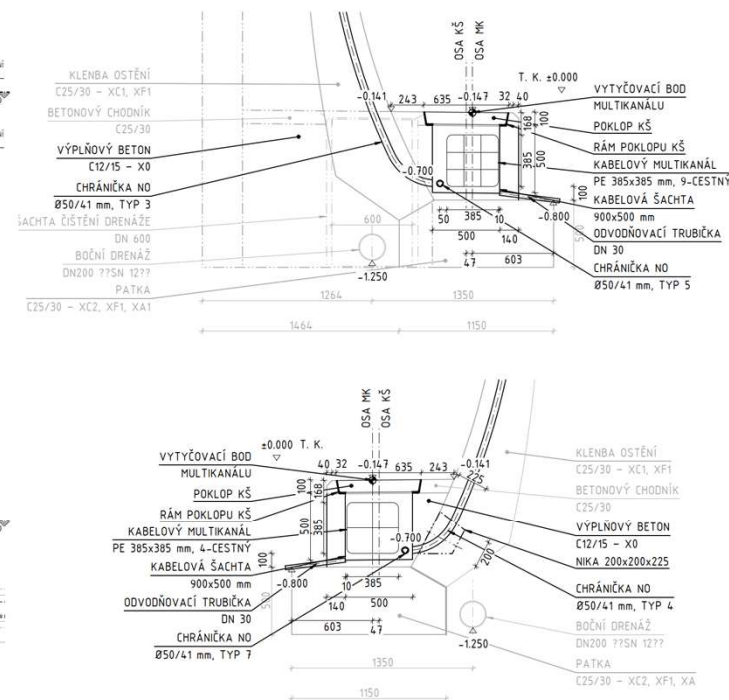 OSA KŠ
OSA MK
KLENBA OSTĚNÍ
C25/30 – XC1, XF1
BETONOVÝ CHODNÍK
C25/30
VÝPLŇOVÝ BETON
C12/15 – X0
CHRÁNIČKA NO
Ø50/41 mm, TYP 3
ŠACHTA ČIŠTĚNÍ DRENÁŽE
DN 600
BOČNÍ DRENÁŽ
DN200 ??SN 12??
PATKA
C25/30 – XC2, XF1, XA1
-0.141 243 635 -0.147 32 40
T. K. ±0.000
168
100
385
500
-0.700
100
-0.800
600
50 385 10
500 140
47 603
-1.250
1264 1350
1464 1150
VYTYČOVACÍ BOD
MULTIKANÁLU
POKLOP KŠ
RÁM POKLOPU KŠ
KABELOVÝ MULTIKANÁL
PE 385x385 mm, 9-CESTNÝ
KABELOVÁ ŠACHTA
900x500 mm
ODVODŇOVACÍ TRUBIČKA
DN 30
CHRÁNIČKA NO
Ø50/41 mm, TYP 5
OSA MK
OSA KŠ
±0.000 T. K.
40 32 -0.147 635 243 -0.141
225
VYTYČOVACÍ BOD
MULTIKANÁLU
POKLOP KŠ
RÁM POKLOPU KŠ
KABELOVÝ MULTIKANÁL
PE 385x385 mm, 4-CESTNÝ
KABELOVÁ ŠACHTA
900x500 mm
ODVODŇOVACÍ TRUBIČKA
DN 30
CHRÁNIČKA NO
Ø50/41 mm, TYP 7
100
168
500
385
100
-0.700
-0.800
200
10 385
140 500
603 47
-1.250
1350
1150
KLENBA OSTĚNÍ
C25/30 – XC1, XF1
BETONOVÝ CHODNÍK
C25/30
VÝPLŇOVÝ BETON
C12/15 – X0
NIKA 200x200x225
CHRÁNIČKA NO
Ø50/41 mm, TYP 4
BOČNÍ DRENÁŽ
DN200 ??SN 12??
PATKA
C25/30 – XC2, XF1, XA